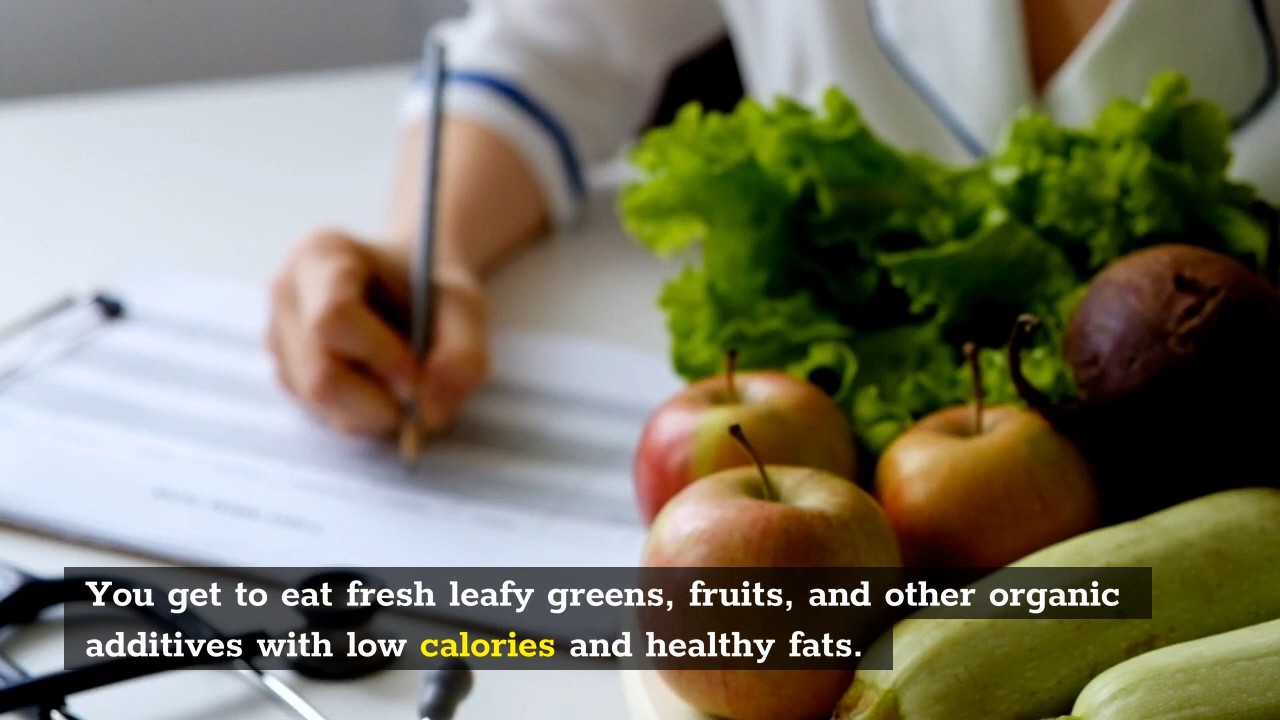 You get to eat fresh leafy greens, fruits, and other organic
additives with low calories and healthy fats.